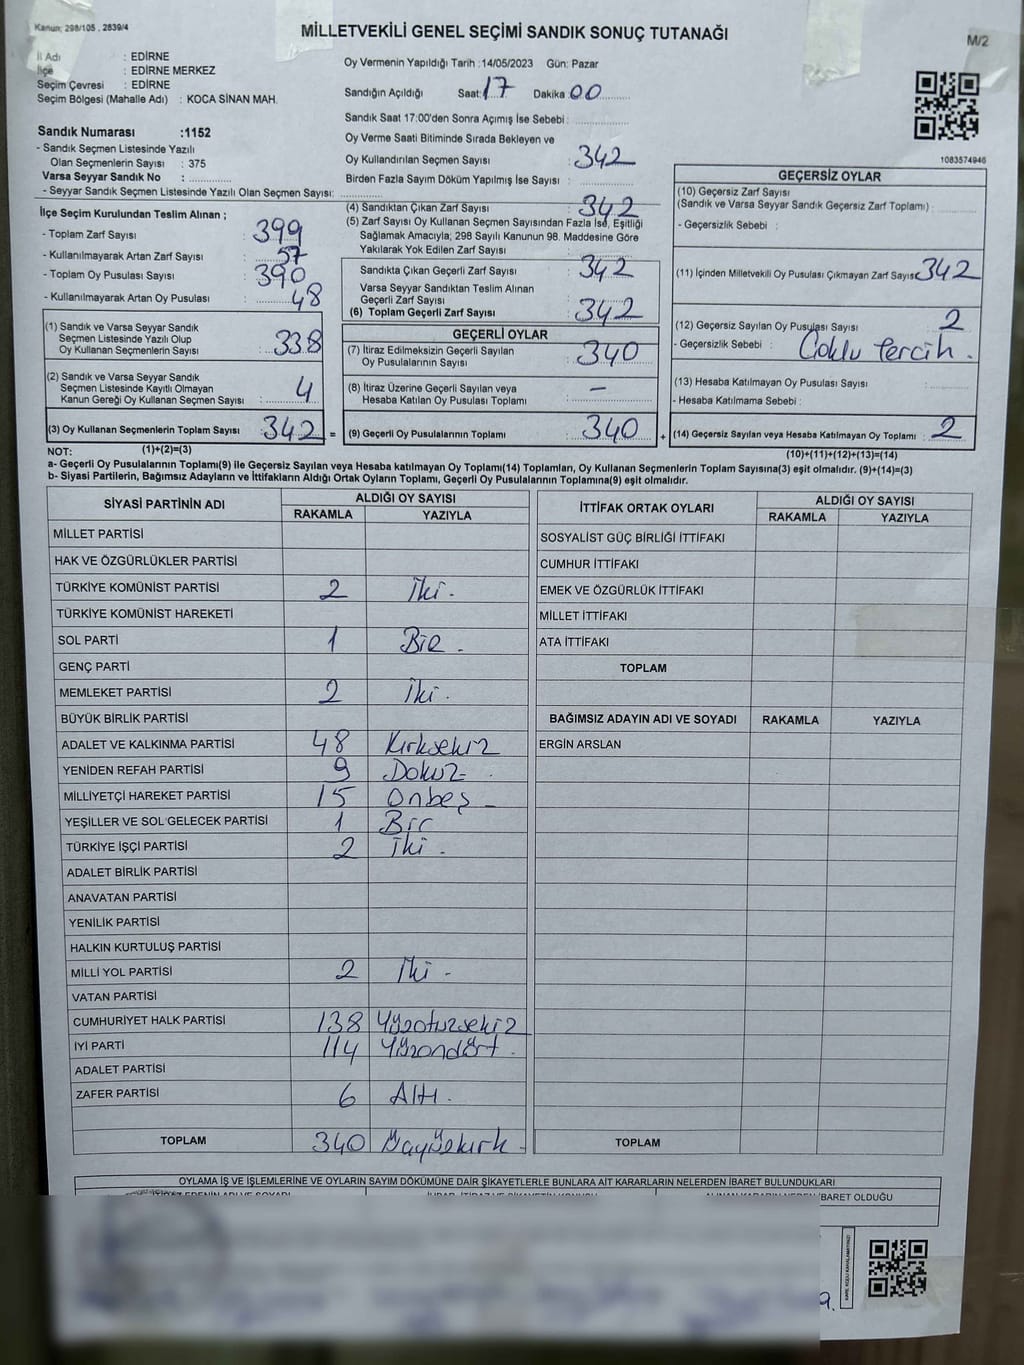 Kanun; 298/105 , 2839/4
MİLLETVEKİLİ GENEL SEÇİMİ SANDIK SONUÇ TUTANAĞI
M/2
İl Adı : EDİRNE
İlçe : EDİRNE MERKEZ
Seçim Çevresi : EDİRNE
Seçim Bölgesi (Mahalle Adı) : KOCA SİNAN MAH.
Sandık Numarası :1152
- Sandık Seçmen Listesinde Yazılı
Olan Seçmenlerin Sayısı : 375
Varsa Seyyar Sandık No :
- Seyyar Sandık Seçmen Listesinde Yazılı Olan Seçmen Sayısı:
Oy Vermenin Yapıldığı Tarih :14/05/2023 Gün: Pazar
Sandığın Açıldığı Saat: 17 Dakika 00
Sandık Saat 17:00'den Sonra Açımış İse Sebebi :
Oy Verme Saati Bitiminde Sırada Bekleyen ve
Oy Kullandırılan Seçmen Sayısı : 342
Birden Fazla Sayım Döküm Yapılmış İse Sayısı :
1083574946
İlçe Seçim Kurulundan Teslim Alınan ;
- Toplam Zarf Sayısı : 399
- Kullanılmayarak Artan Zarf Sayısı : 57
- Toplam Oy Pusulası Sayısı : 390
- Kullanılmayarak Artan Oy Pusulası : 48
(1) Sandık ve Varsa Seyyar Sandık
Seçmen Listesinde Yazılı Olup
Oy Kullanan Seçmenlerin Sayısı : 338
(2) Sandık ve Varsa Seyyar Sandık
Seçmen Listesinde Kayıtlı Olmayan
Kanun Gereği Oy Kullanan Seçmen Sayısı : 4
(3) Oy Kullanan Seçmenlerin Toplam Sayısı : 342 =
(1)+(2)=(3)
(4) Sandıktan Çıkan Zarf Sayısı : 342
(5) Zarf Sayısı Oy Kullanan Seçmen Sayısından Fazla İse, Eşitliği
Sağlamak Amacıyla; 298 Sayılı Kanunun 98. Maddesine Göre
Yakılarak Yok Edilen Zarf Sayısı :
Sandıkta Çıkan Geçerli Zarf Sayısı : 342
Varsa Seyyar Sandıktan Teslim Alınan
Geçerli Zarf Sayısı :
(6) Toplam Geçerli Zarf Sayısı : 342
GEÇERLİ OYLAR
(7) İtiraz Edilmeksizin Geçerli Sayılan
Oy Pusulalarının Sayısı : 340
(8) İtiraz Üzerine Geçerli Sayılan veya
Hesaba Katılan Oy Pusulası Toplamı : –
(9) Geçerli Oy Pusulalarının Toplamı : 340 +
GEÇERSİZ OYLAR
(10) Geçersiz Zarf Sayısı
(Sandık ve Varsa Seyyar Sandık Geçersiz Zarf Toplamı) :
- Geçersizlik Sebebi :
(11) İçinden Milletvekili Oy Pusulası Çıkmayan Zarf Sayısı: 342
(12) Geçersiz Sayılan Oy Pusulası Sayısı : 2
- Geçersizlik Sebebi : Çoklu tercih.
(13) Hesaba Katılmayan Oy Pusulası Sayısı :
- Hesaba Katılmama Sebebi :
(14) Geçersiz Sayılan veya Hesaba Katılmayan Oy Toplamı : 2
(10)+(11)+(12)+(13)=(14)
NOT:
a- Geçerli Oy Pusulalarının Toplamı(9) ile Geçersiz Sayılan veya Hesaba katılmayan Oy Toplamı(14) Toplamları, Oy Kullanan Seçmenlerin Toplam Sayısına(3) eşit olmalıdır. (9)+(14)=(3)
b- Siyasi Partilerin, Bağımsız Adayların ve İttifakların Aldığı Ortak Oyların Toplamı, Geçerli Oy Pusulalarının Toplamına(9) eşit olmalıdır.
SİYASİ PARTİNİN ADI ALDIĞI OY SAYISI
RAKAMLA YAZIYLA
MİLLET PARTİSİ
HAK VE ÖZGÜRLÜKLER PARTİSİ
TÜRKİYE KOMÜNİST PARTİSİ 2 İki.
TÜRKİYE KOMÜNİST HAREKETİ
SOL PARTİ 1 Bir.
GENÇ PARTİ
MEMLEKET PARTİSİ 2 İki.
BÜYÜK BİRLİK PARTİSİ
ADALET VE KALKINMA PARTİSİ 48 Kırksekiz
YENİDEN REFAH PARTİSİ 9 Dokuz.
MİLLİYETÇİ HAREKET PARTİSİ 15 Onbeş
YEŞİLLER VE SOL GELECEK PARTİSİ 1 Bir
TÜRKİYE İŞÇİ PARTİSİ 2 İki.
ADALET BİRLİK PARTİSİ
ANAVATAN PARTİSİ
YENİLİK PARTİSİ
HALKIN KURTULUŞ PARTİSİ
MİLLİ YOL PARTİSİ 2 İki.
VATAN PARTİSİ
CUMHURİYET HALK PARTİSİ 138 Yüzotuzsekiz
İYİ PARTİ 114 Yüzondört.
ADALET PARTİSİ
ZAFER PARTİSİ 6 Altı.
TOPLAM 340 Üçyüzkırk
İTTİFAK ORTAK OYLARI ALDIĞI OY SAYISI
RAKAMLA YAZIYLA
SOSYALİST GÜÇ BİRLİĞİ İTTİFAKI
CUMHUR İTTİFAKI
EMEK VE ÖZGÜRLÜK İTTİFAKI
MİLLET İTTİFAKI
ATA İTTİFAKI
TOPLAM
BAĞIMSIZ ADAYIN ADI VE SOYADI RAKAMLA YAZIYLA
ERGİN ARSLAN
TOPLAM
OYLAMA İŞ VE İŞLEMLERİNE VE OYLARIN SAYIM DÖKÜMÜNE DAİR ŞİKAYETLERLE BUNLARA AİT KARARLARIN NELERDEN İBARET BULUNDUKLARI
İBARET OLDUĞU